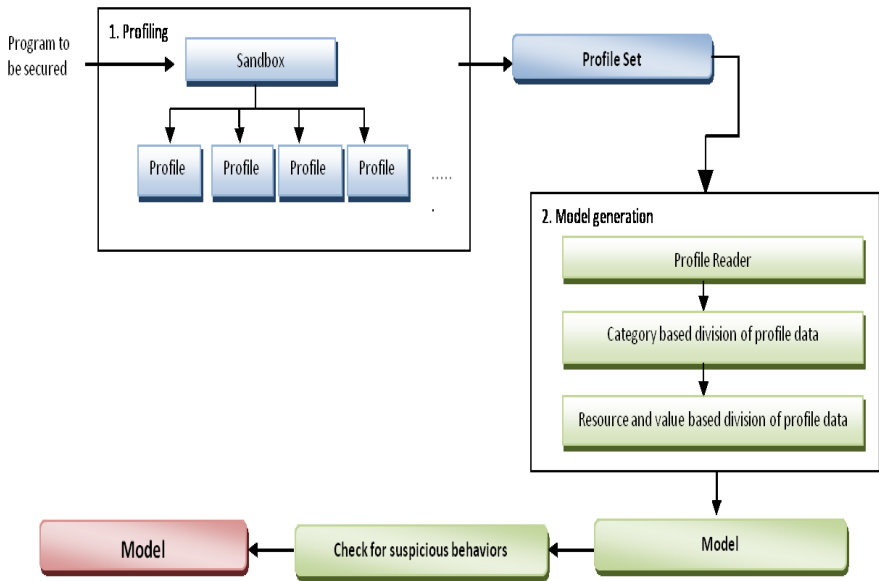 1. Profiling
Program to
be secured
Sandbox
Profile Set
Profile
Profile
Profile
Profile
.....
.
2. Model generation
Profile Reader
Category based division of profile data
Resource and value based division of profile data
Model
Check for suspicious behaviors
Model